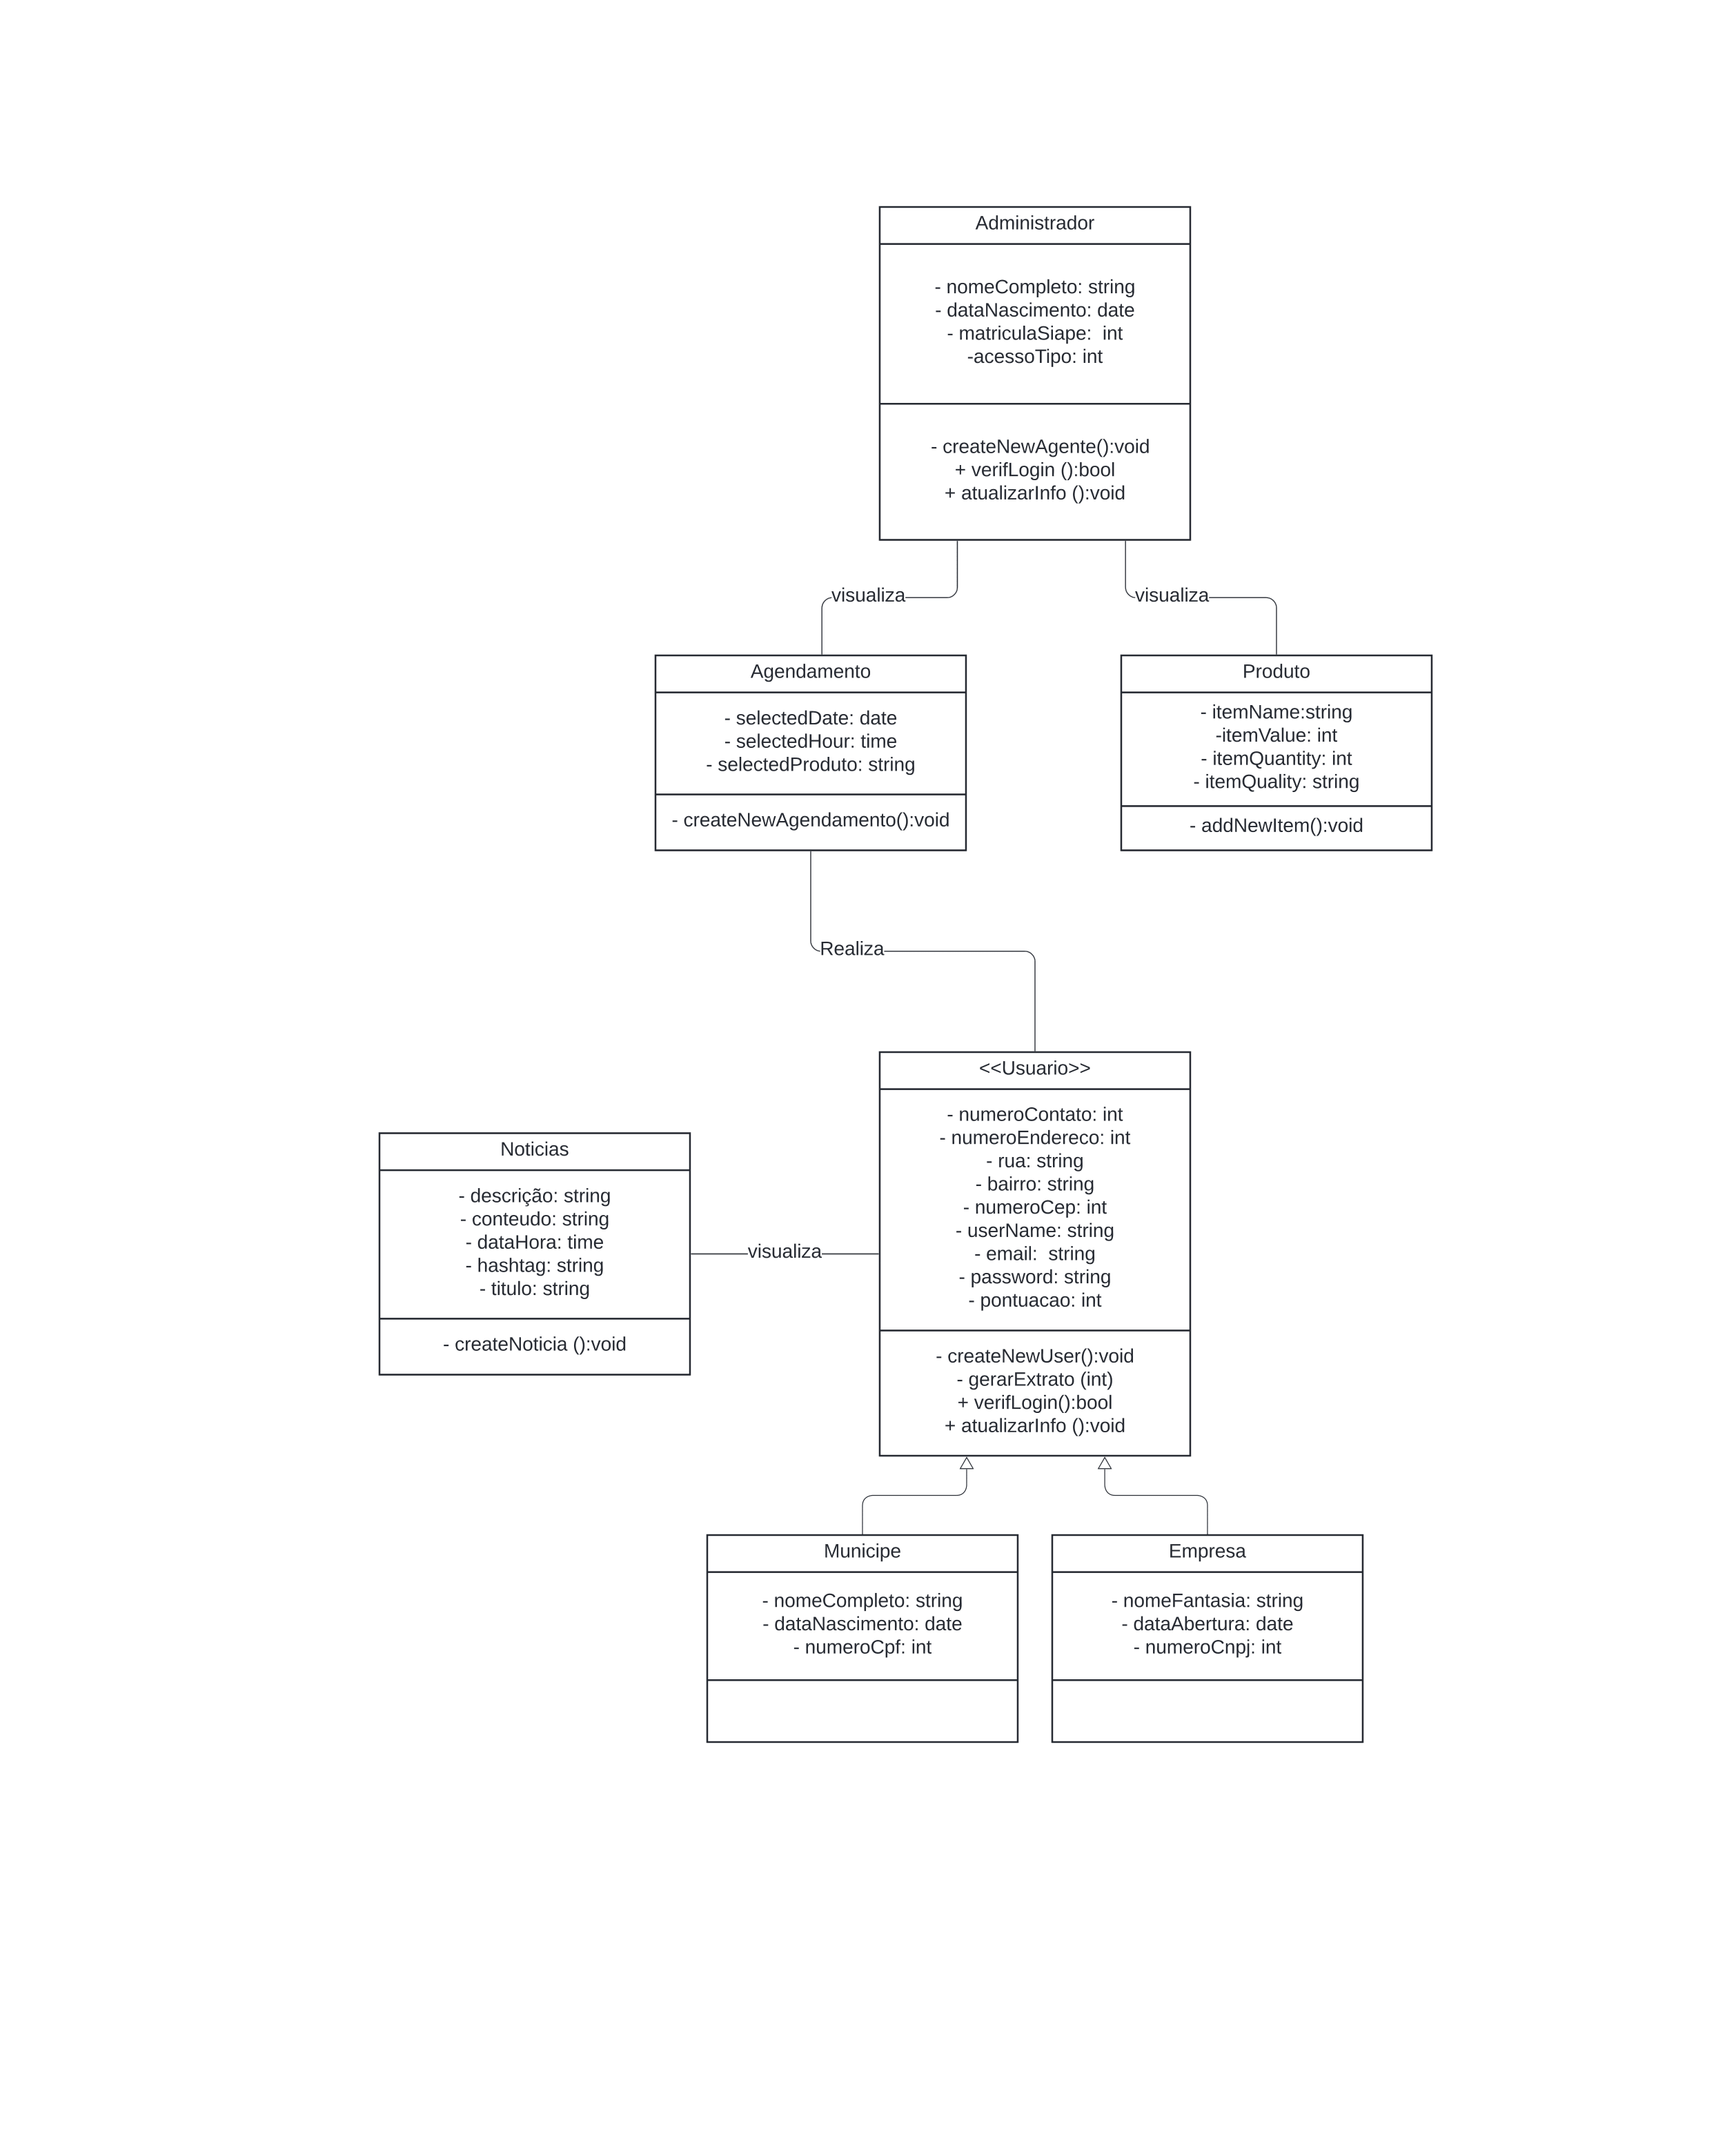 Administrador
- nomeCompleto: string
- dataNascimento: date
- matriculaSiape:  int
-acessoTipo: int
- createNewAgente():void
+ verifLogin ():bool
+ atualizarInfo ():void
visualiza
visualiza
Agendamento
- selectedDate: date
- selectedHour: time
- selectedProduto: string
- createNewAgendamento():void
Produto
- itemName:string
-itemValue: int
- itemQuantity: int
- itemQuality: string
- addNewItem():void
Realiza
<<Usuario>>
- numeroContato: int
- numeroEndereco: int
- rua: string
- bairro: string
- numeroCep: int
- userName: string
- email:  string
- password: string
- pontuacao: int
- createNewUser():void
- gerarExtrato (int)
+ verifLogin():bool
+ atualizarInfo ():void
Noticias
- descrição: string
- conteudo: string
- dataHora: time
- hashtag: string
- titulo: string
- createNoticia ():void
visualiza
Municipe
- nomeCompleto: string
- dataNascimento: date
- numeroCpf: int
Empresa
- nomeFantasia: string
- dataAbertura: date
- numeroCnpj: int